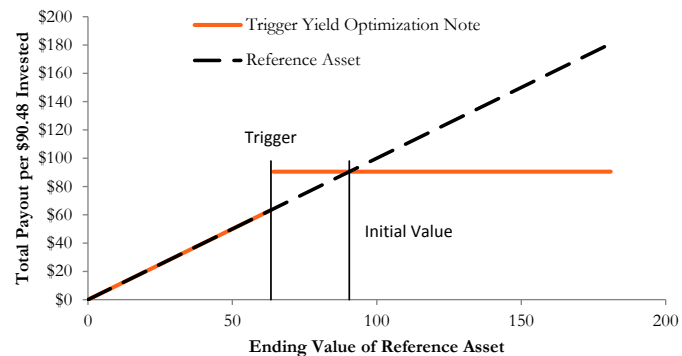 Trigger Yield Optimization Note
Reference Asset
Total Payout per $90.48 Invested
$200
$180
$160
$140
$120
$100
$80
$60
$40
$20
$0
Trigger
Initial Value
0
50
100
150
200
Ending Value of Reference Asset